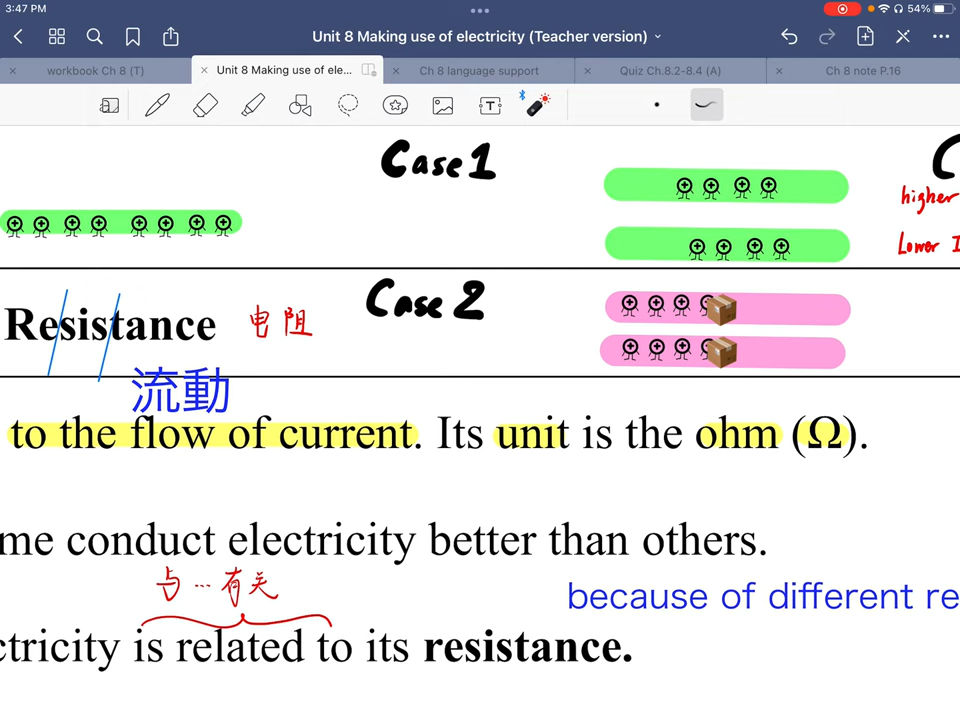 3:47 PM
54%
Unit 8 Making use of electricity (Teacher version)
workbook Ch 8 (T)
Unit 8 Making use of ele...
Ch 8 language support
Quiz Ch.8.2-8.4 (A)
Ch 8 note P.16
Case 1
higher
Lower I
Resistance 电阻
Case 2
流動
to the flow of current. Its unit is the ohm (Ω).
me conduct electricity better than others.
与…有关
because of different re
ctricity is related to its resistance.